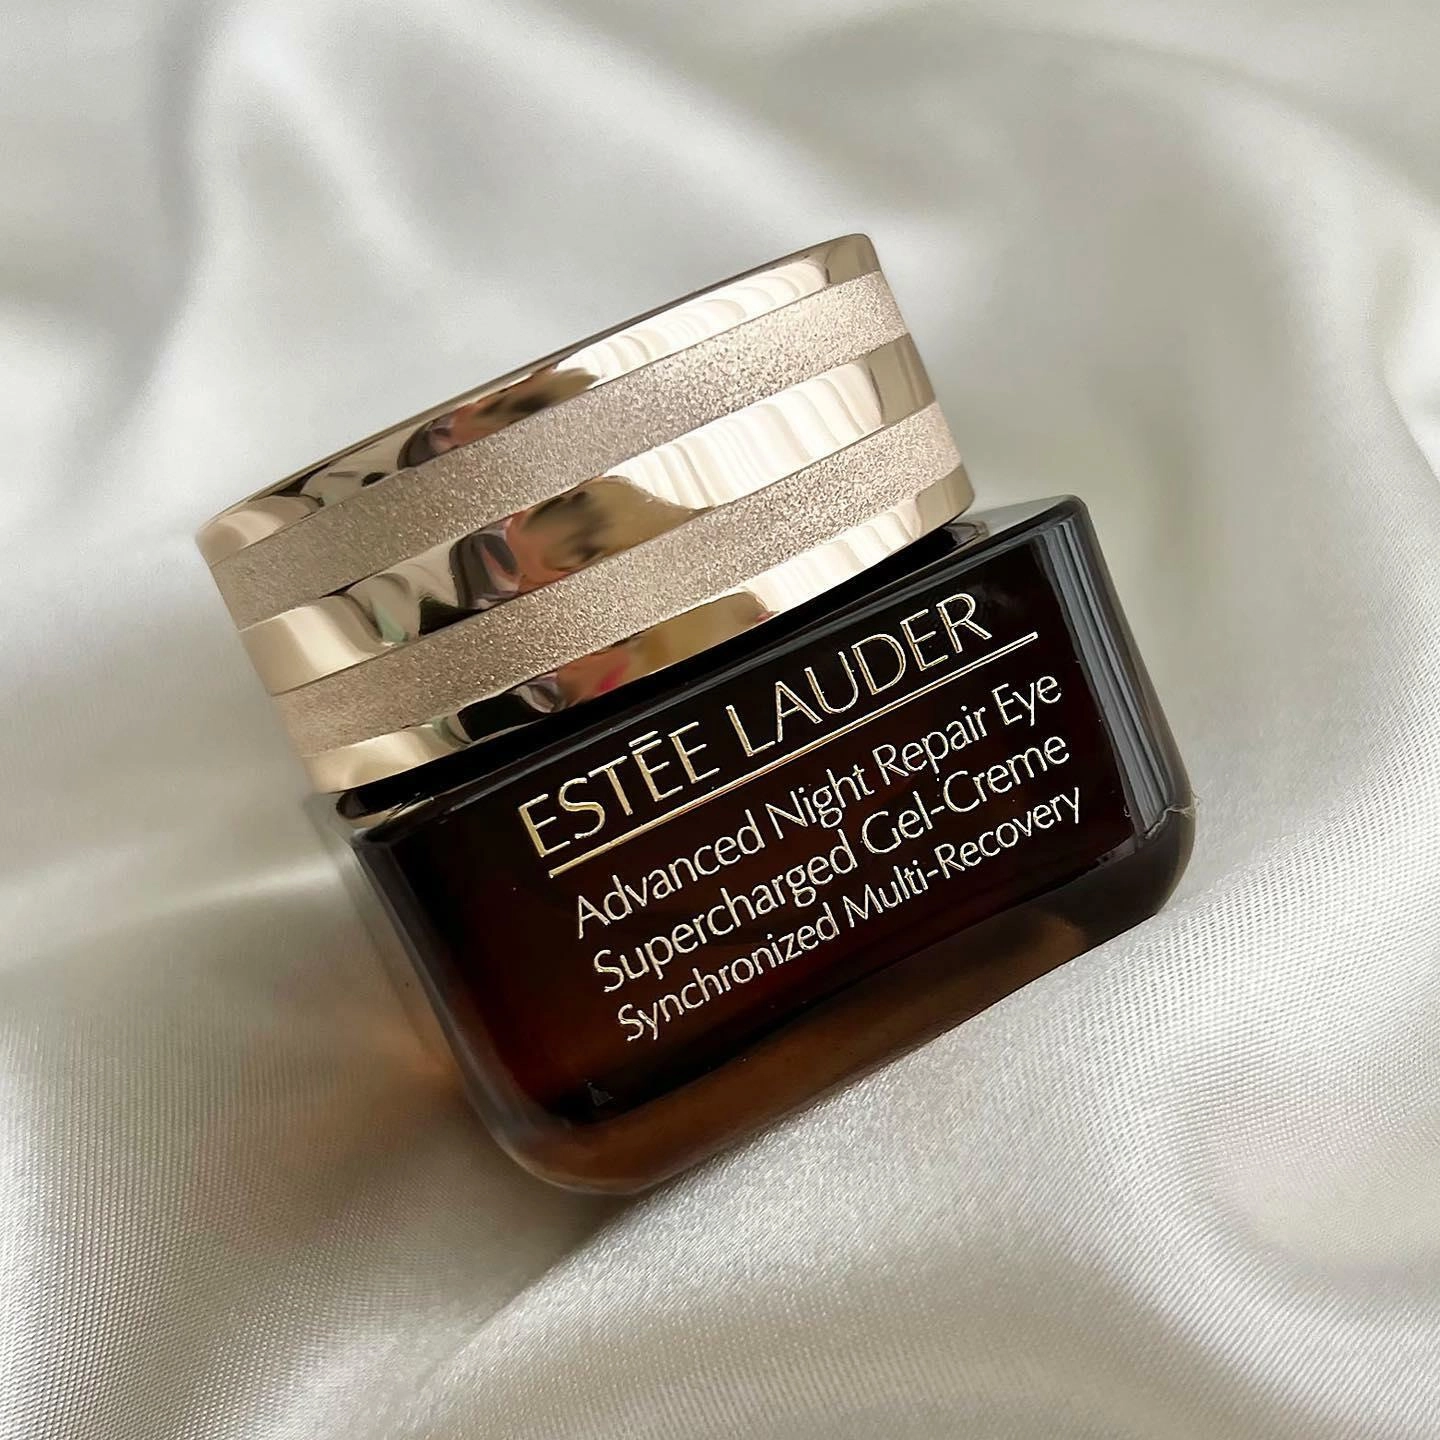 ESTĒE LAUDER
Advanced Night Repair Eye
Supercharged Gel-Creme
Synchronized Multi-Recovery